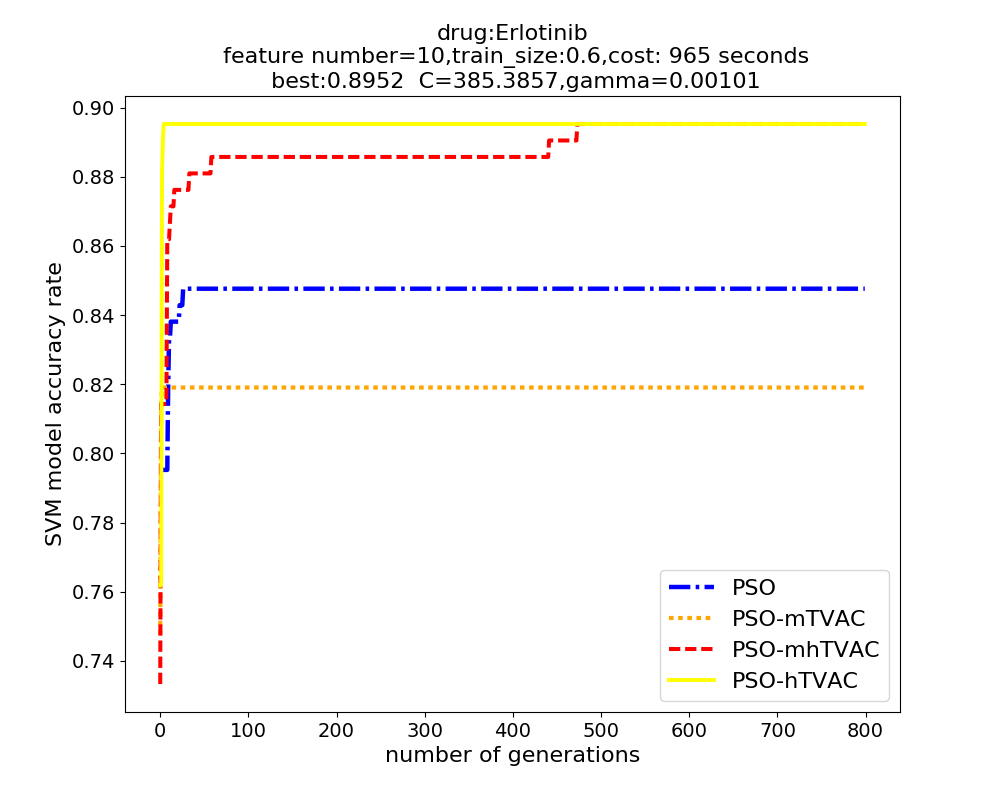 drug:Erlotinib
feature number=10,train_size:0.6,cost: 965 seconds
best:0.8952  C=385.3857,gamma=0.00101
0.90
0.88
0.86
0.84
0.82
0.80
0.78
0.76
0.74
SVM model accuracy rate
PSO
PSO-mTVAC
PSO-mhTVAC
PSO-hTVAC
0 100 200 300 400 500 600 700 800
number of generations